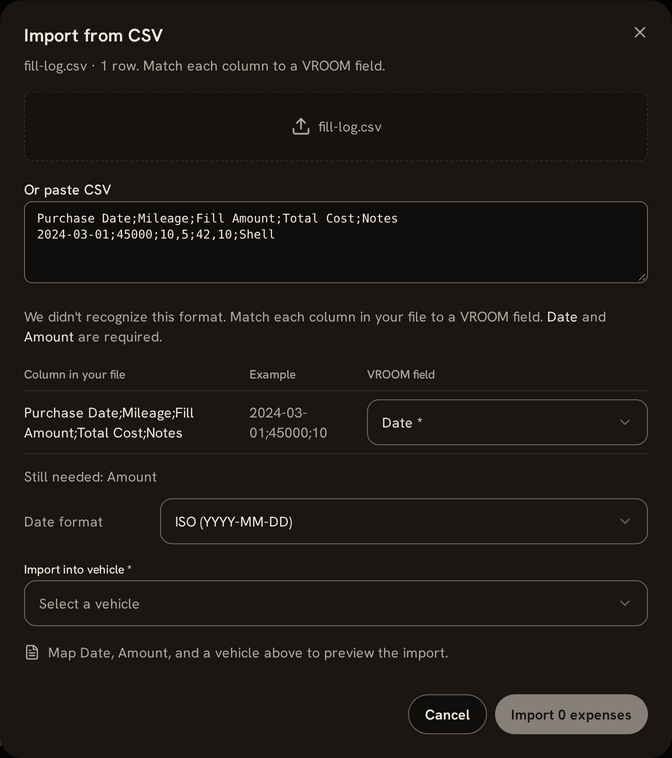 Import from CSV
fill-log.csv · 1 row. Match each column to a VROOM field.
fill-log.csv
Or paste CSV
Purchase Date;Mileage;Fill Amount;Total Cost;Notes
2024-03-01;45000;10,5;42,10;Shell
We didn't recognize this format. Match each column in your file to a VROOM field. Date and
Amount are required.
Column in your file Example VROOM field
Purchase Date;Mileage;Fill 2024-03- Date *
Amount;Total Cost;Notes 01;45000;10
Still needed: Amount
Date format ISO (YYYY-MM-DD)
Import into vehicle *
Select a vehicle
Map Date, Amount, and a vehicle above to preview the import.
Cancel Import 0 expenses